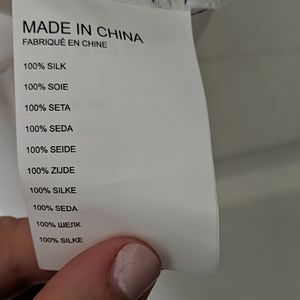 MADE IN CHINA
FABRIQUÉ EN CHINE
100% SILK
100% SOIE
100% SETA
100% SEDA
100% SEIDE
100% ZIJDE
100% SILKE
100% SEDA
100% ШЕЛК
100% SILKE